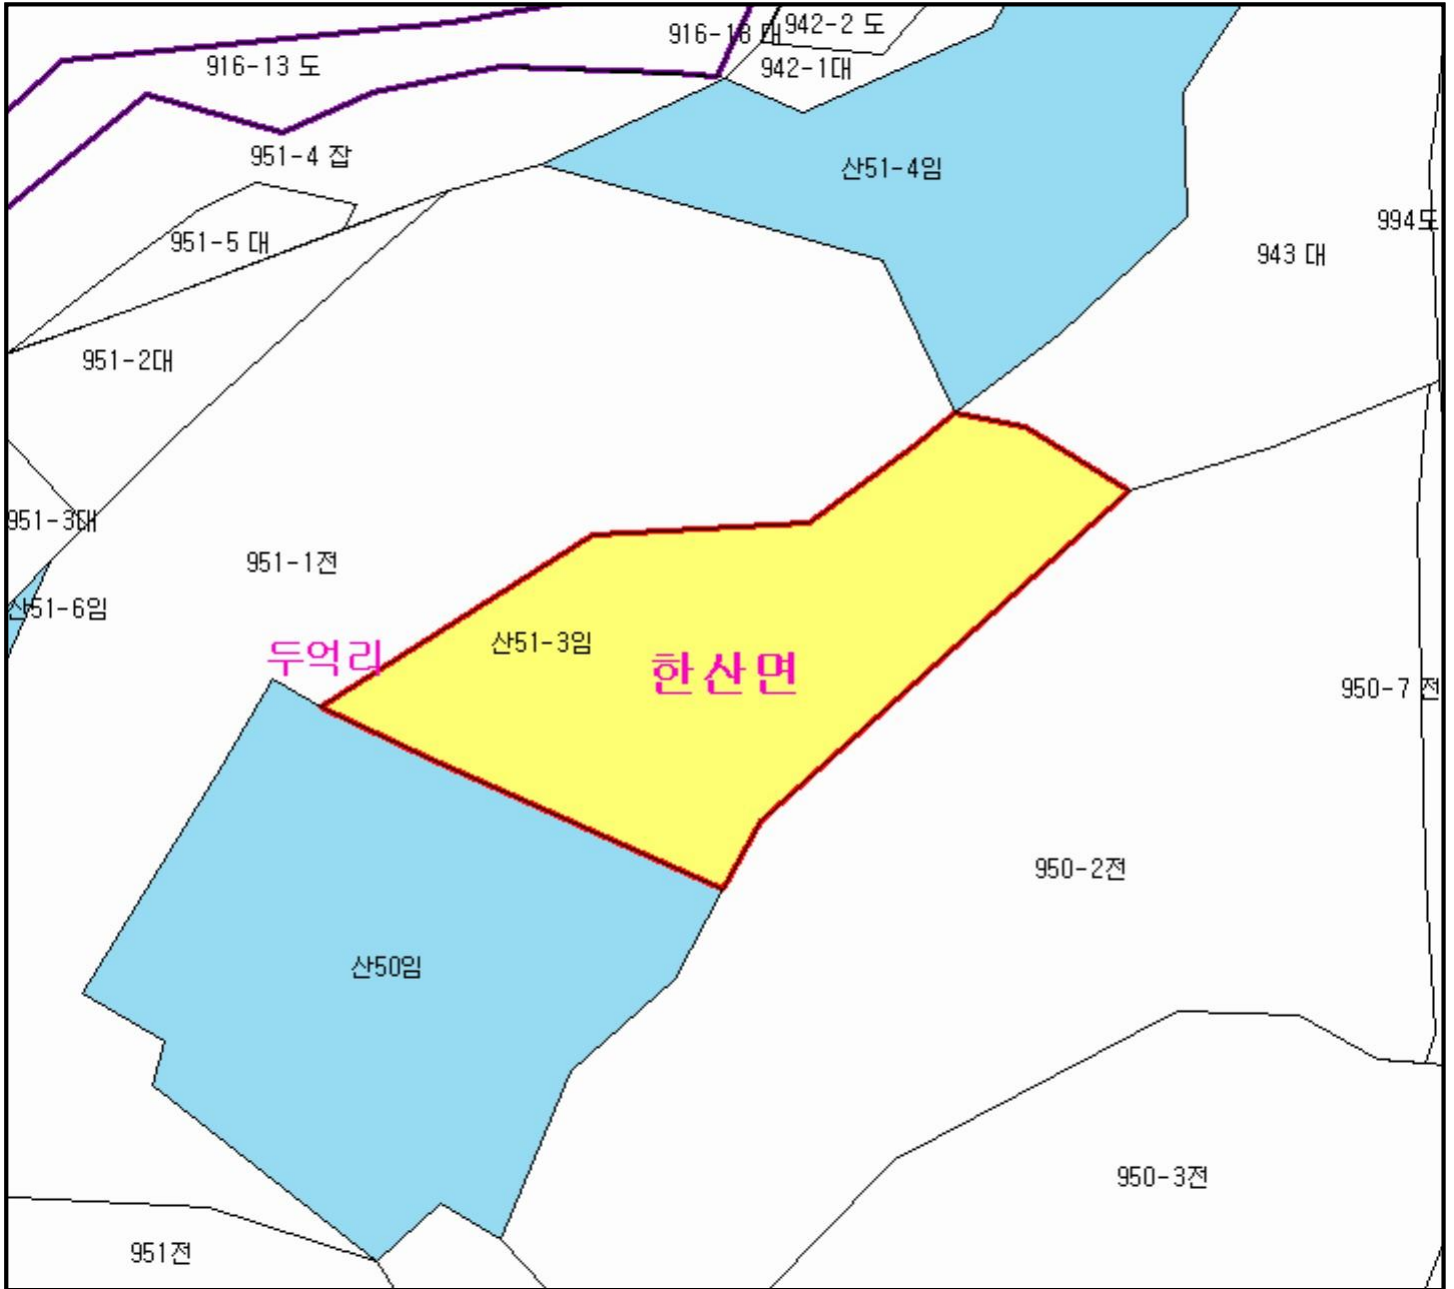 916-18 대
942-2 도
916-13 도
942-1대
951-4 잡
산51-4임
994도
951-5 대
943 대
951-2대
951-3대
951-1전
산51-6임
두억리
산51-3임
한산면
950-7 전
950-2전
산50임
950-3전
951전